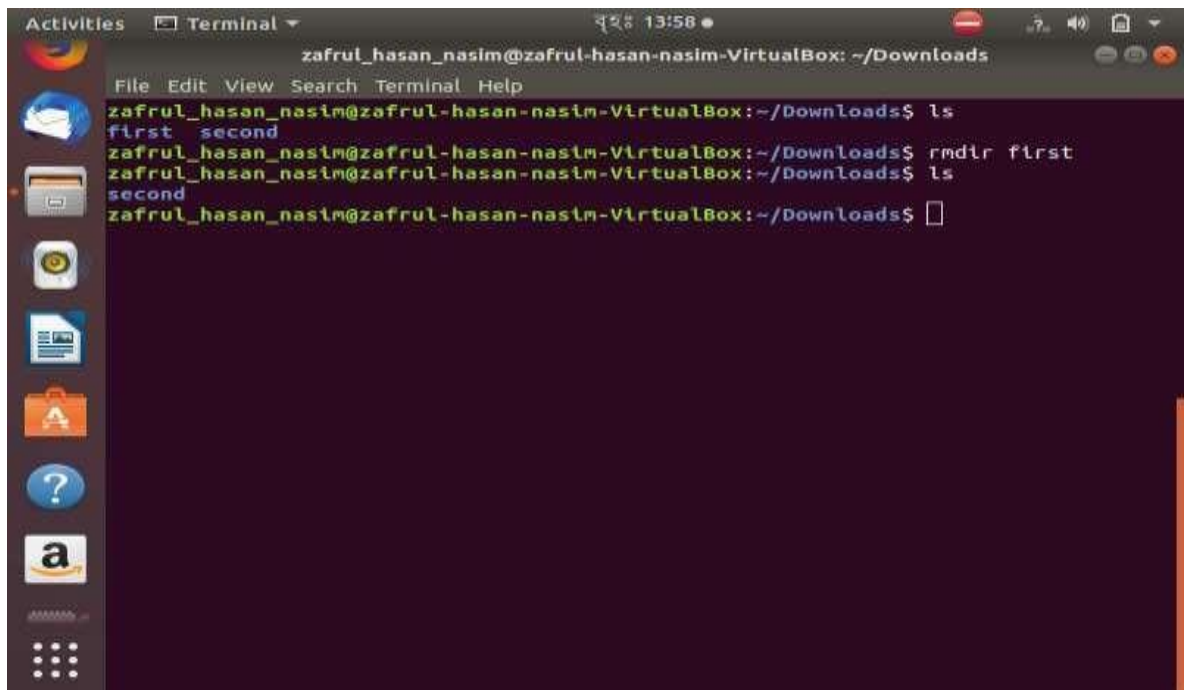 Activities Terminal বৃহঃ 13:58
zafrul_hasan_nasim@zafrul-hasan-nasim-VirtualBox: ~/Downloads
File Edit View Search Terminal Help
zafrul_hasan_nasim@zafrul-hasan-nasim-VirtualBox:~/Downloads$ ls
first second
zafrul_hasan_nasim@zafrul-hasan-nasim-VirtualBox:~/Downloads$ rmdir first
zafrul_hasan_nasim@zafrul-hasan-nasim-VirtualBox:~/Downloads$ ls
second
zafrul_hasan_nasim@zafrul-hasan-nasim-VirtualBox:~/Downloads$